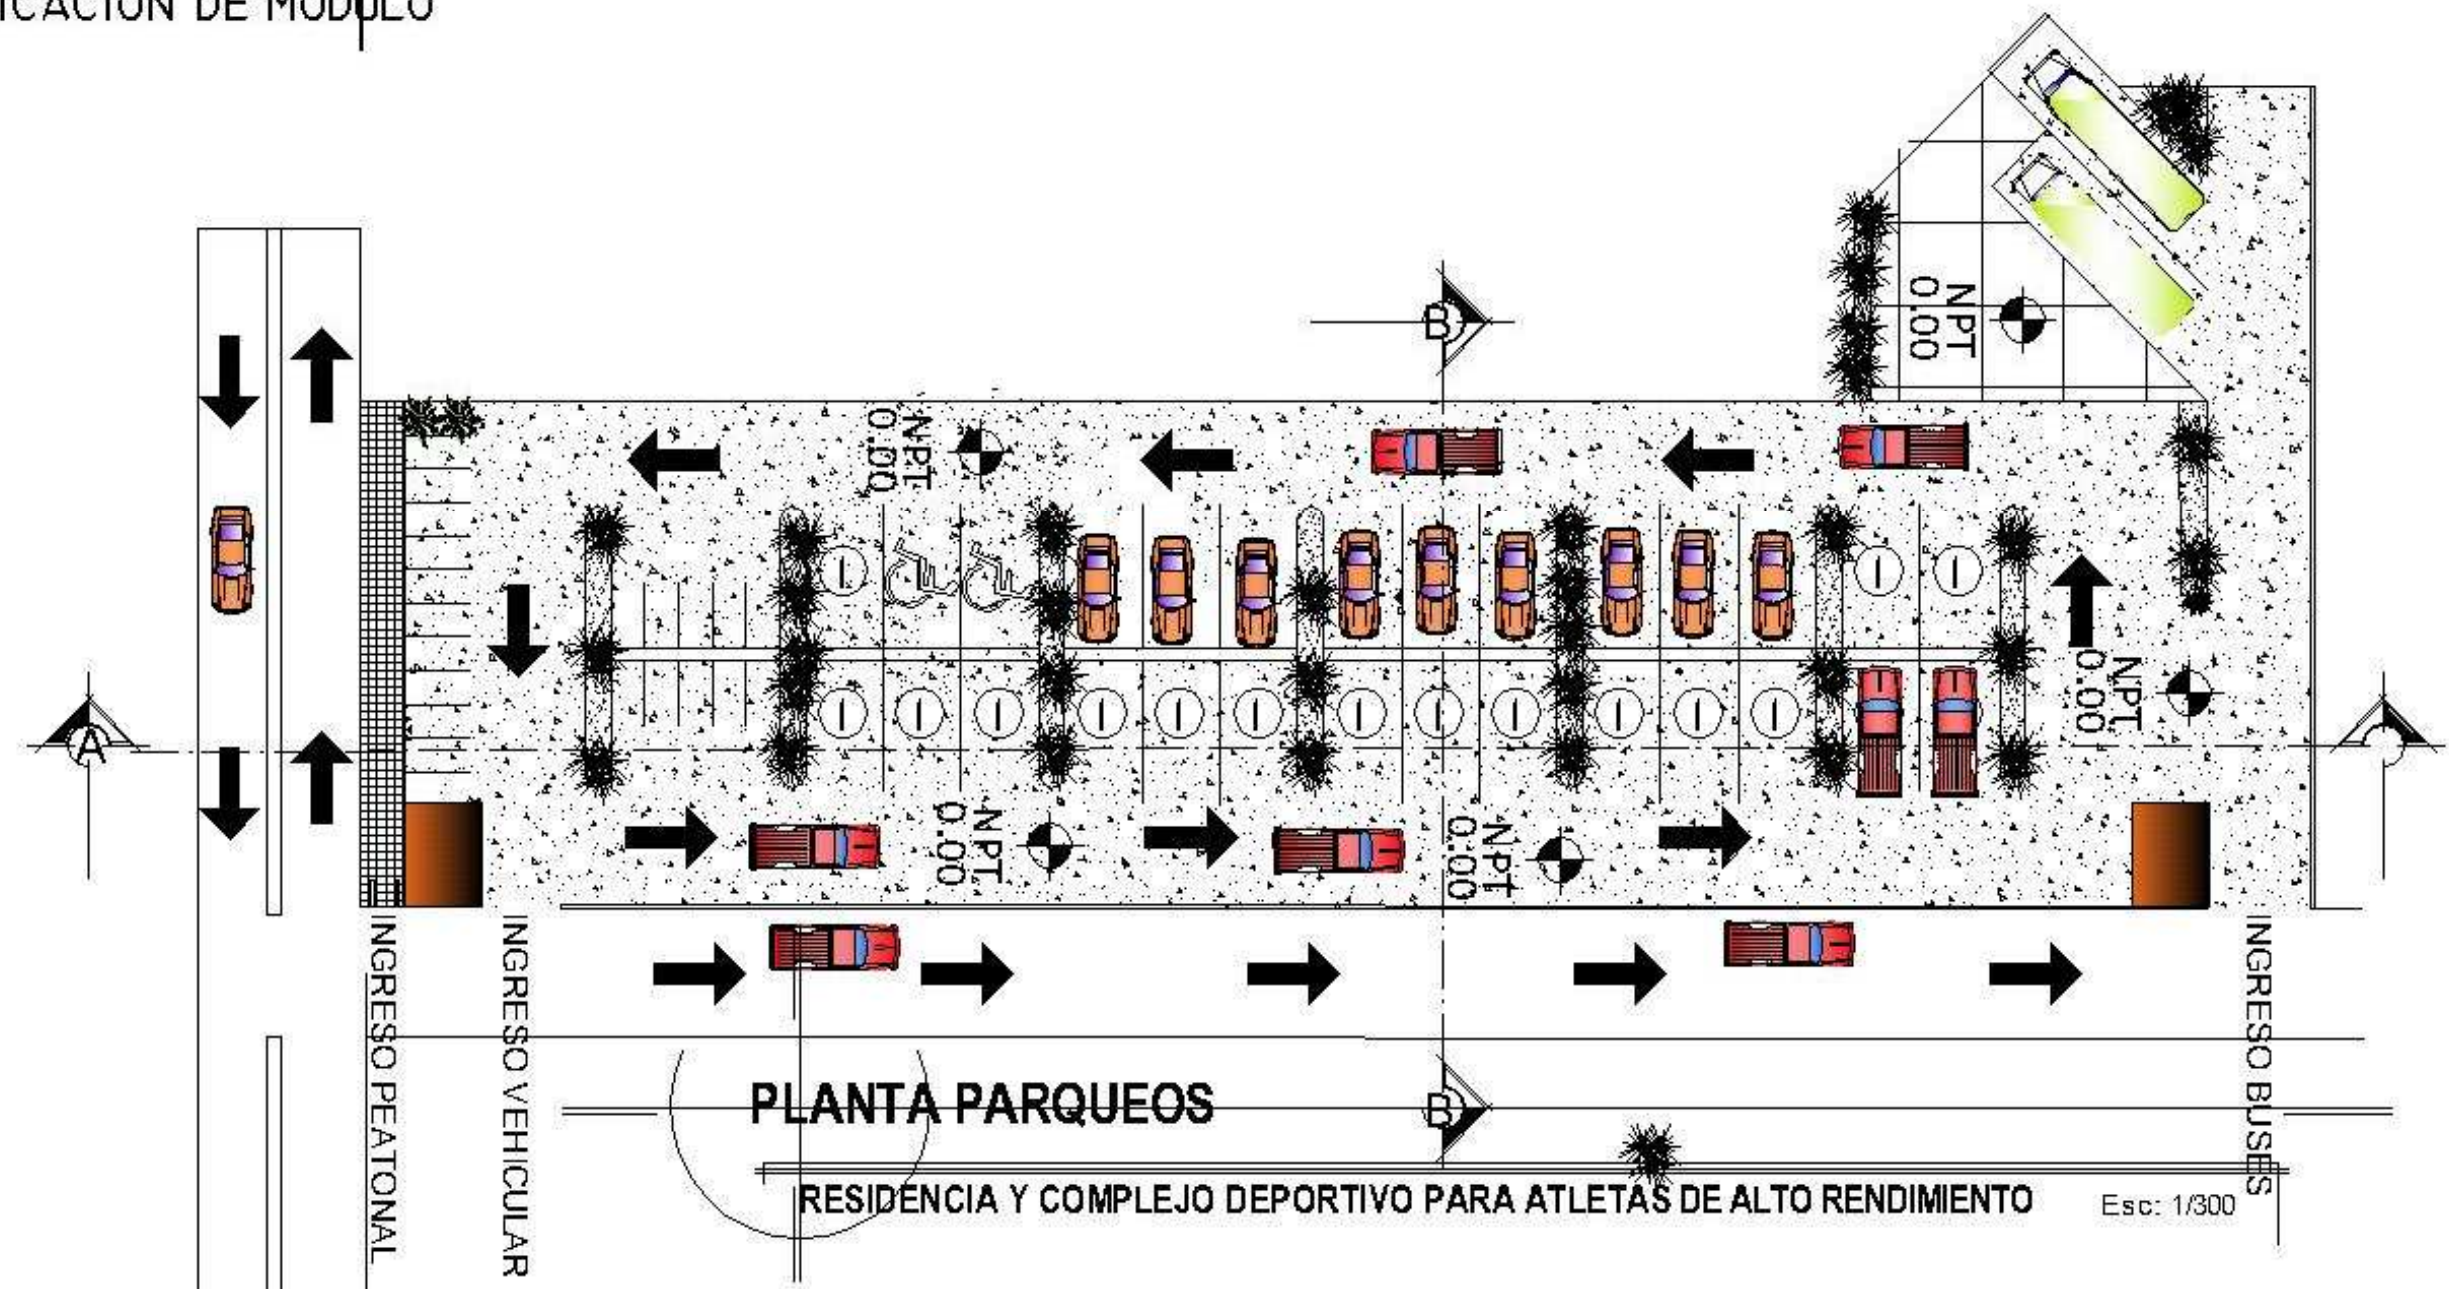 ICACION DE MODULO
B
NPT
0.00
NPT
0.00
NPT
0.00
A
NPT
0.00
NPT
0.00
INGRESO PEATONAL
INGRESO VEHICULAR
INGRESO BUSES
PLANTA PARQUEOS
B
RESIDENCIA Y COMPLEJO DEPORTIVO PARA ATLETAS DE ALTO RENDIMIENTO
Esc: 1/300